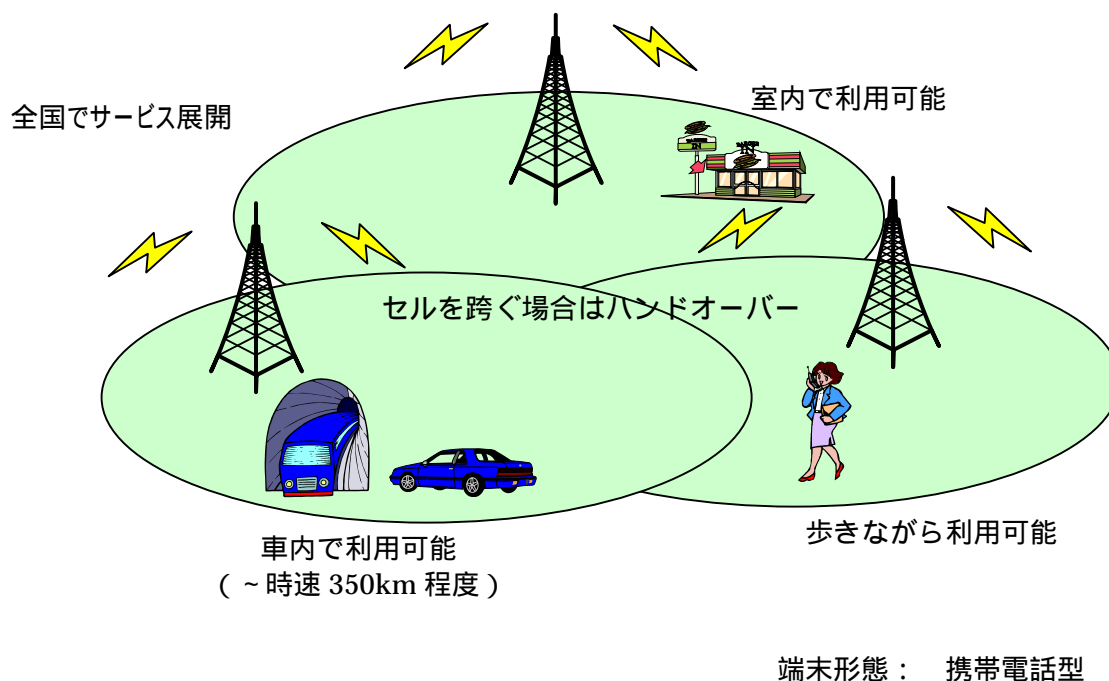 全国でサービス展開
室内で利用可能
セルを跨ぐ場合はハンドオーバー
車内で利用可能
(~時速 350km 程度)
歩きながら利用可能
端末形態: 携帯電話型